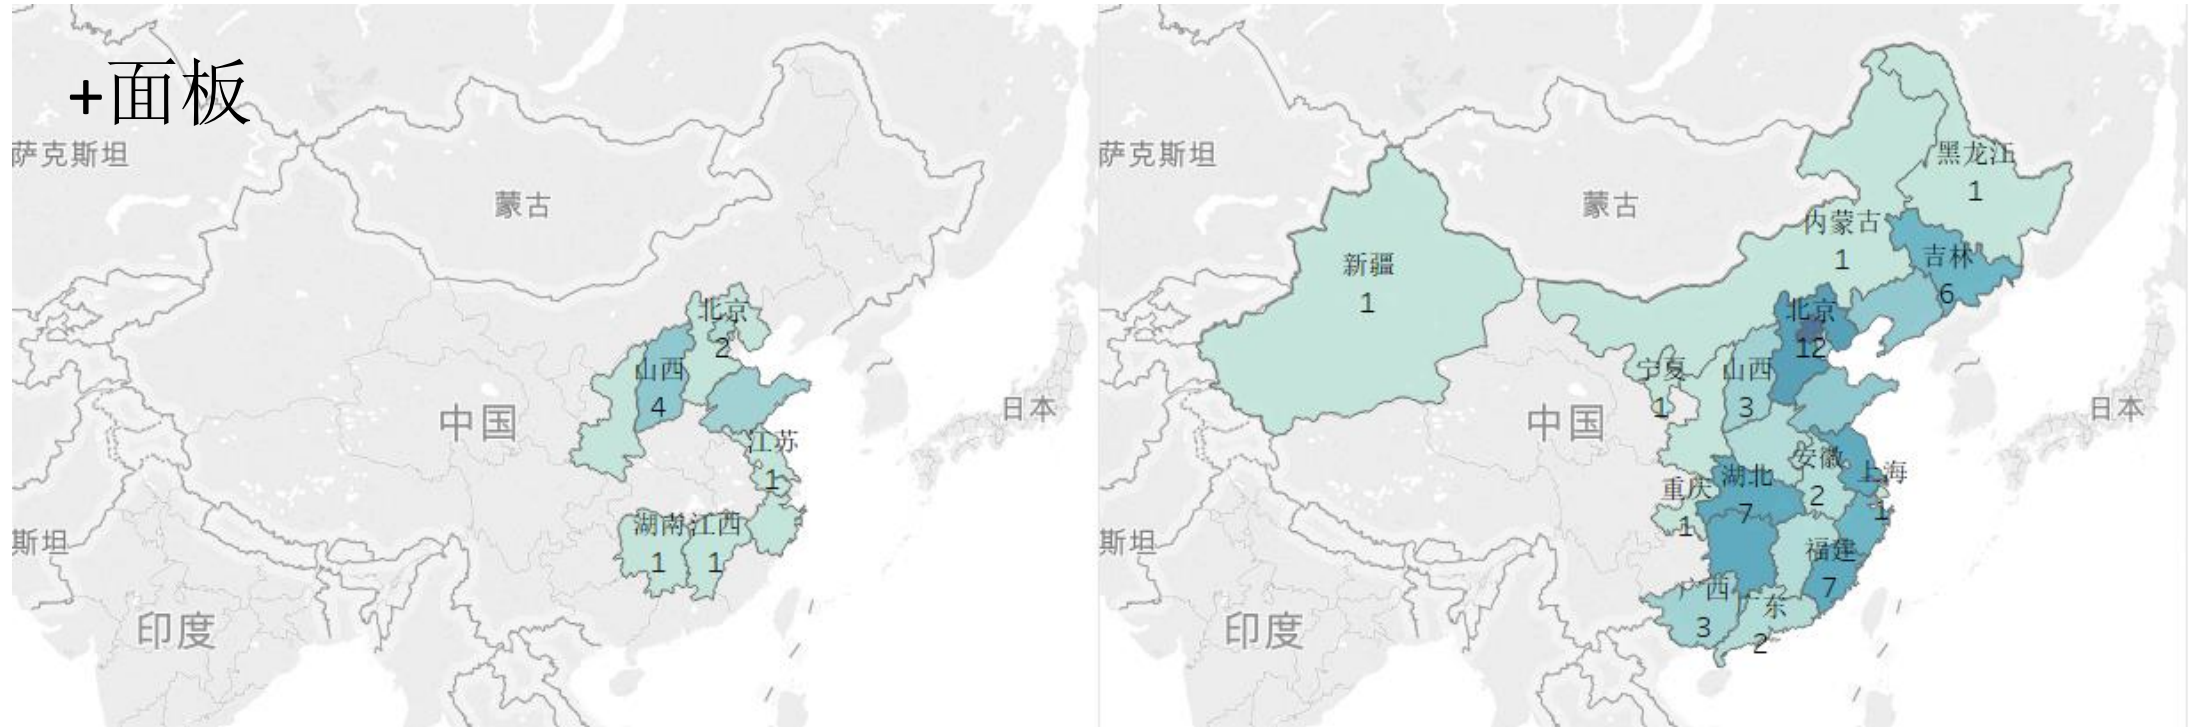 +面板
萨克斯坦
蒙古
北京
2
山西
4
中国
日本
江苏
1
斯坦
湖南
1
江西
1
印度
萨克斯坦
蒙古
黑龙江
1
内蒙古
1
吉林
6
新疆
1
北京
12
宁夏
1
山西
3
中国
日本
安徽
2
上海
1
湖北
7
重庆
1
斯坦
福建
7
广西
3
广东
2
印度